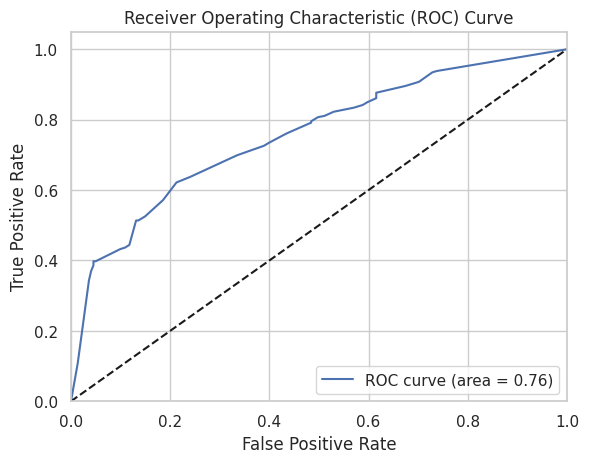 Receiver Operating Characteristic (ROC) Curve
1.0
0.8
0.6
0.4
0.2
0.0
True Positive Rate
ROC curve (area = 0.76)
0.0 0.2 0.4 0.6 0.8 1.0
False Positive Rate